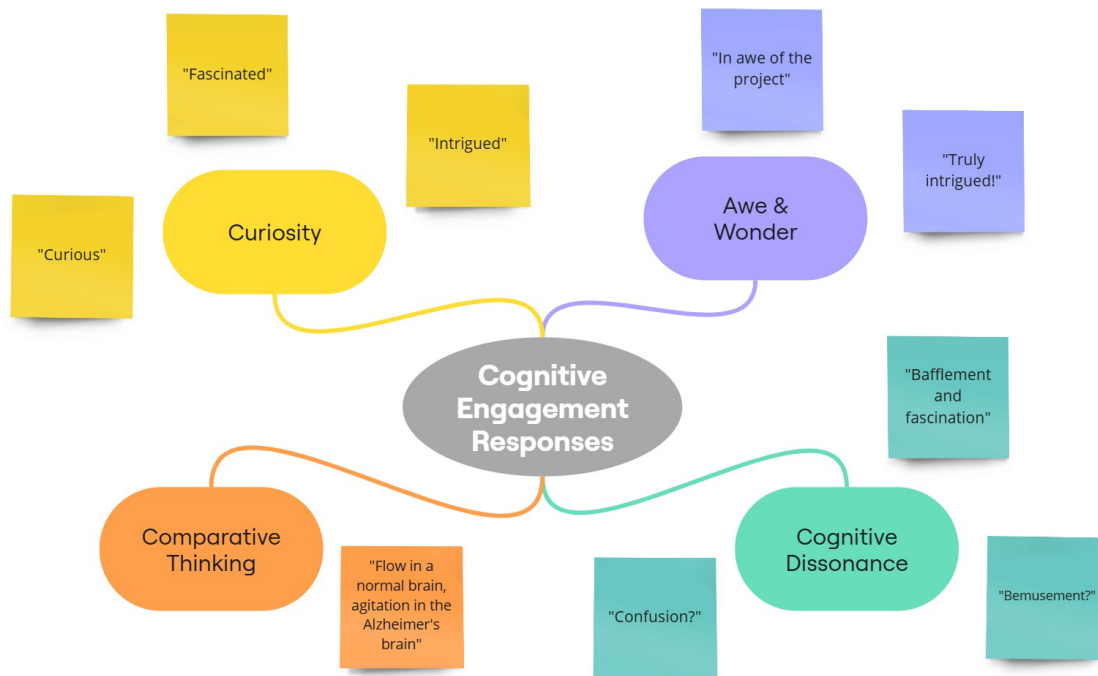 "Fascinated"
"Intrigued"
"Curious"
Curiosity
"In awe of the
project"
"Truly
intrigued!"
Awe &
Wonder
Cognitive
Engagement
Responses
Comparative
Thinking
"Flow in a
normal brain,
agitation in the
Alzheimer's
brain"
"Bafflement
and
fascination"
Cognitive
Dissonance
"Confusion?"
"Bemusement?"